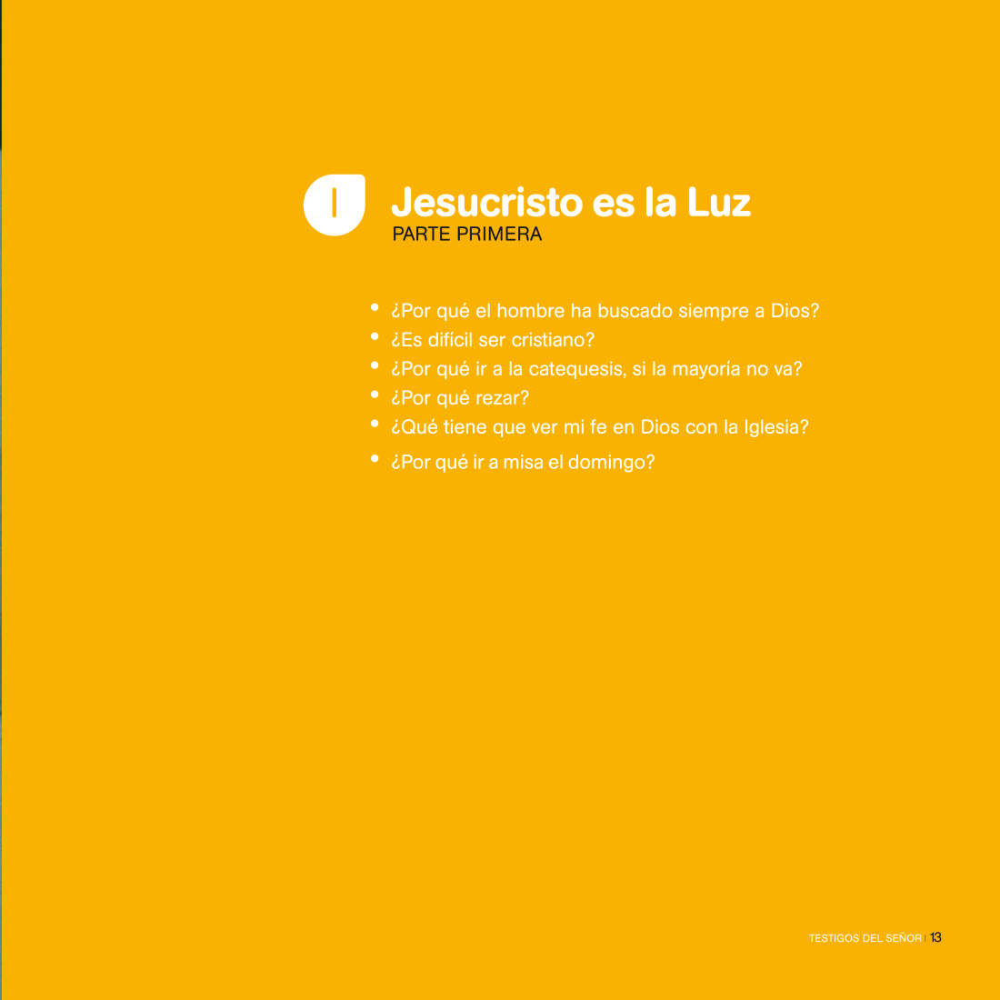 I
Jesucristo es la Luz
PARTE PRIMERA
• ¿Por qué el hombre ha buscado siempre a Dios?
• ¿Es difícil ser cristiano?
• ¿Por qué ir a la catequesis, si la mayoría no va?
• ¿Por qué rezar?
• ¿Qué tiene que ver mi fe en Dios con la Iglesia?
• ¿Por qué ir a misa el domingo?
TESTIGOS DEL SEÑOR | 13